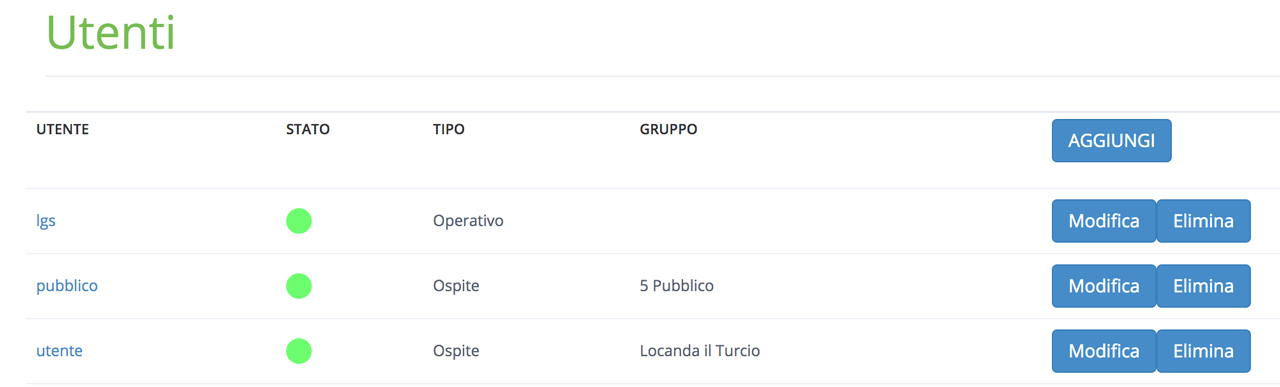 Utenti
UTENTE STATO TIPO GRUPPO AGGIUNGI
lgs Operativo Modifica Elimina
pubblico Ospite 5 Pubblico Modifica Elimina
utente Ospite Locanda il Turcio Modifica Elimina